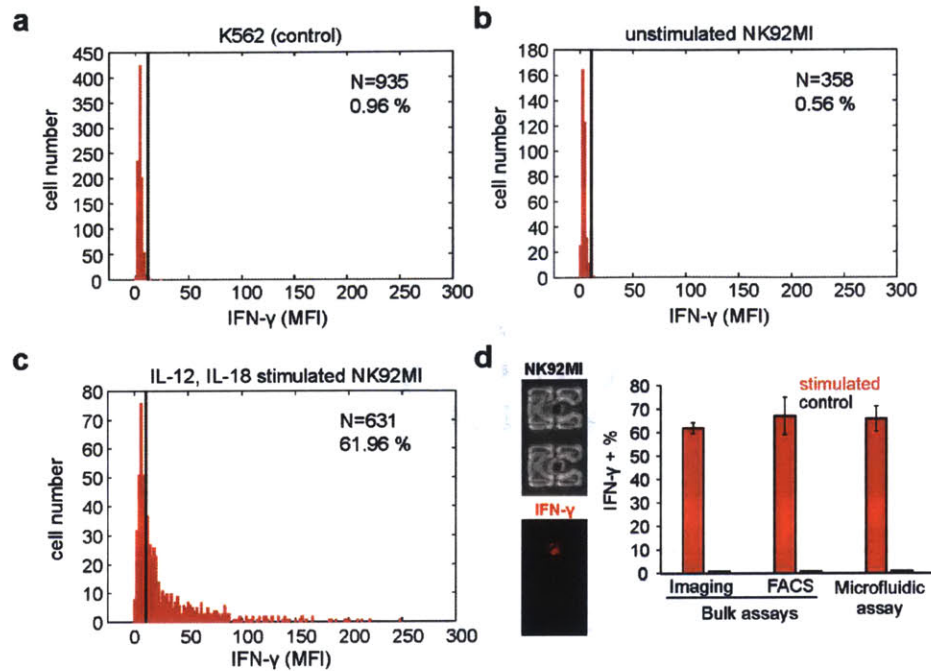 a
K562 (control)
N=935
0.96 %
450
400
350
300
250
200
150
100
50
0
cell number
0 50 100 150 200 250 300
IFN-γ (MFI)
b
unstimulated NK92MI
N=358
0.56 %
180
160
140
120
100
80
60
40
20
0
cell number
0 50 100 150 200 250 300
IFN-γ (MFI)
c
IL-12, IL-18 stimulated NK92MI
N=631
61.96 %
80
70
60
50
40
30
20
10
0
cell number
0 50 100 150 200 250 300
IFN-γ (MFI)
d
NK92MI
IFN-γ
stimulated
control
80
70
60
50
40
30
20
10
0
IFN-γ + %
Imaging FACS Microfluidic
Bulk assays assay